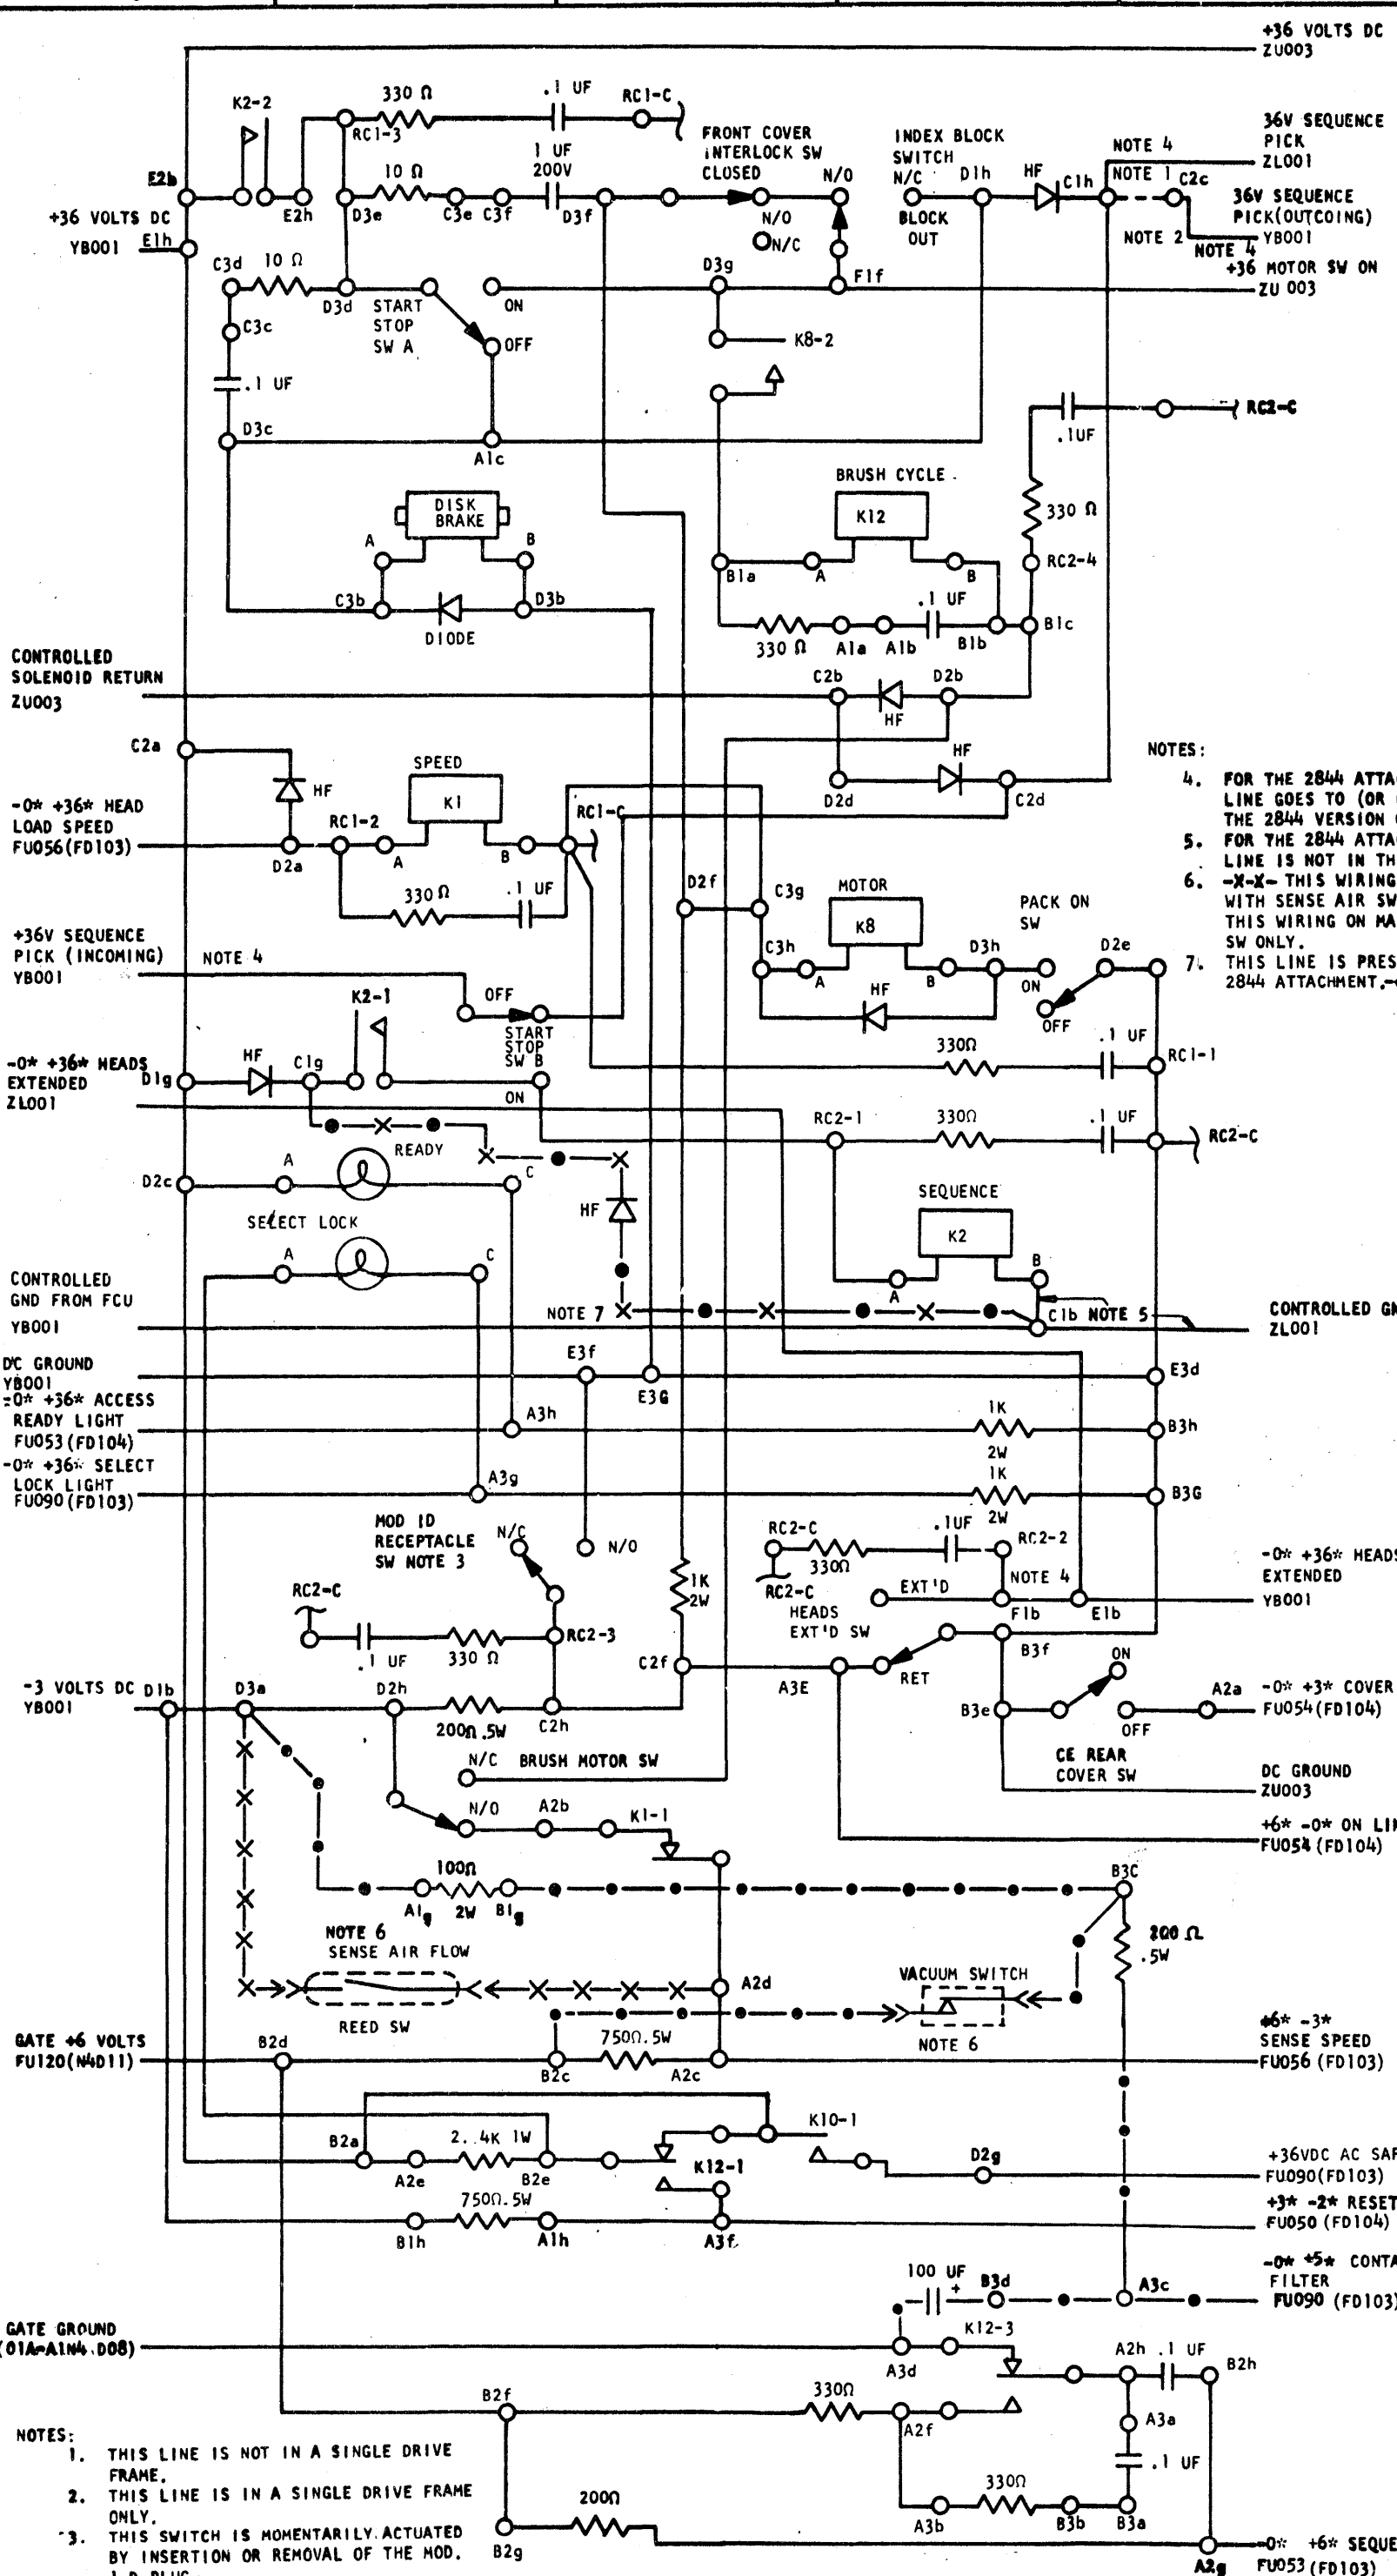 +36 VOLTS DC
ZU003
330 Ω
.1 UF
RC1-C
K2-2
RC1-3
FRONT COVER
INTERLOCK SW
CLOSED
INDEX BLOCK
SWITCH
NOTE 4
36V SEQUENCE
PICK
ZL001
10 Ω
1 UF
200V
N/O
N/C
D1h
HF
C1h
NOTE 1
C2c
E2b
E2h
D3e
C3e
C3f
D3f
N/O
BLOCK
OUT
36V SEQUENCE
PICK(OUTCOING)
YB001
+36 VOLTS DC
YB001
E1h
N/C
NOTE 2
NOTE 4
C3d
10 Ω
D3d
START
STOP
SW A
ON
D3g
F1f
+36 MOTOR SW ON
ZU 003
C3c
OFF
K8-2
.1 UF
RC2-C
.1UF
D3c
A1c
BRUSH CYCLE
DISK
BRAKE
K12
330 Ω
A
B
B1a
A
B
RC2-4
C3b
D3b
DIODE
.1 UF
330 Ω
A1a
A1b
B1b
B1c
CONTROLLED
SOLENOID RETURN
ZU003
C2b
D2b
HF
C2a
SPEED
HF
NOTES:
HF
K1
D2d
C2d
4. FOR THE 2844 ATTA
LINE GOES TO (OR
THE 2844 VERSION
-0* +36* HEAD
LOAD SPEED
FU056(FD103)
RC1-2
RC1-C
D2a
A
B
5. FOR THE 2844 ATTA
LINE IS NOT IN TH
330 Ω
.1 UF
D2f
C3g
MOTOR
K8
PACK ON
SW
6. -X-X- THIS WIRING
WITH SENSE AIR SW
THIS WIRING ON MA
SW ONLY.
+36V SEQUENCE
PICK (INCOMING)
YB001
NOTE 4
C3h
A
B
D3h
ON
D2e
7. THIS LINE IS PRES
2844 ATTACHMENT.
K2-1
OFF
HF
OFF
START
STOP
SW B
-0* +36* HEADS
EXTENDED
ZL001
D1g
HF
C1g
ON
330Ω
.1 UF
RC1-1
READY
RC2-1
330Ω
.1 UF
RC2-C
D2c
A
C
SEQUENCE
SELECT LOCK
HF
K2
A
C
A
B
CONTROLLED
GND FROM FCU
YB001
NOTE 7
C1b
NOTE 5
CONTROLLED
ZL001
DC GROUND
YB001
E3f
E3G
E3d
-0* +36* ACCESS
READY LIGHT
FU053(FD104)
A3h
1K
2W
B3h
-0* +36* SELECT
LOCK LIGHT
FU090(FD103)
A3g
1K
2W
B3G
MOD ID
RECEPTACLE
SW NOTE 3
N/C
N/O
RC2-C
330Ω
.1UF
RC2-2
-0* +36* HEADS
EXTENDED
YB001
RC2-C
1K
2W
RC2-C
EXT'D
NOTE 4
F1b
E1b
HEADS
EXT'D SW
.1 UF
330 Ω
RC2-3
C2f
A3E
RET
B3f
ON
-3 VOLTS DC
YB001
D1b
D3a
D2h
200Ω.5W
C2h
B3e
OFF
A2a
-0* +3* COVER
FU054(FD104)
N/C
BRUSH MOTOR SW
CE REAR
COVER SW
DC GROUND
ZU003
N/O
A2b
K1-1
+6* -0* ON
FU054(FD104)
B3C
100Ω
A1g
2W
B1g
NOTE 6
SENSE AIR FLOW
200 Ω
.5W
A2d
VACUUM SWITCH
REED SW
NOTE 6
GATE +6 VOLTS
FU120(N4D11)
B2d
750Ω.5W
B2c
A2c
+6* -3*
SENSE SPEED
FU056(FD103)
K10-1
B2a
2.4K 1W
A2e
B2e
K12-1
D2g
+36VDC AC
FU090(FD103)
750Ω.5W
B1h
A1h
A3f
+3* -2* RESET
FU050(FD104)
100 UF
+
B3d
A3c
-0* +5*
FILTER
FU090 (FD103)
GATE GROUND
(01A-A1N4.D08)
K12-3
A3d
A2h
.1 UF
B2h
B2f
330Ω
A2f
A3a
.1 UF
330Ω
A3b
B3b
B3a
200Ω
B2g
A2g
-0* +6*
FU053(FD103)
NOTES:
1. THIS LINE IS NOT IN A SINGLE DRIVE
FRAME.
2. THIS LINE IS IN A SINGLE DRIVE FRAME
ONLY.
3. THIS SWITCH IS MOMENTARILY ACTUATED
BY INSERTION OR REMOVAL OF THE MOD.